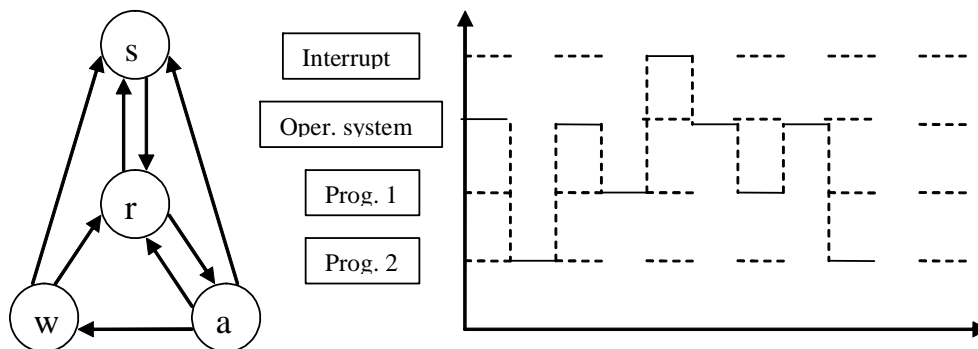 s
r
w
a
Interrupt
Oper. system
Prog. 1
Prog. 2